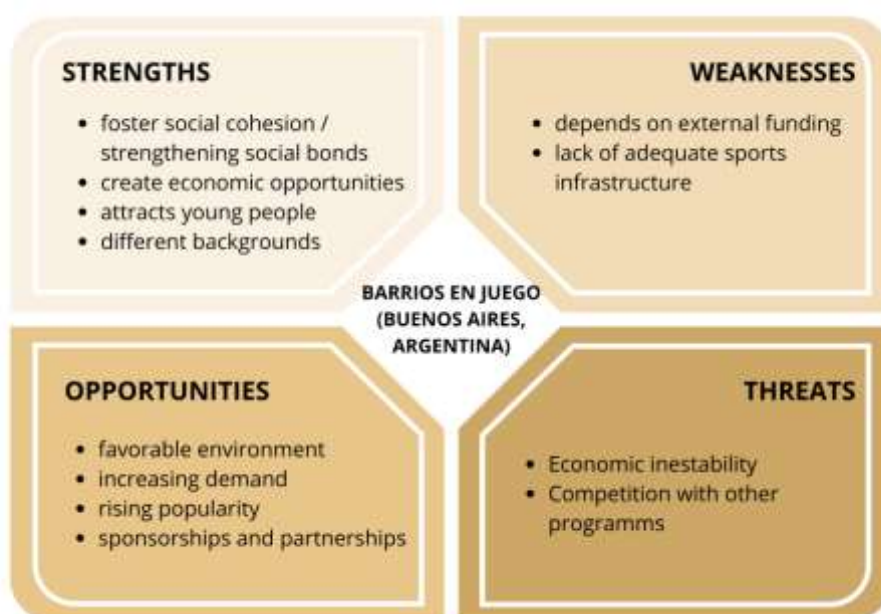 STRENGTHS
• foster social cohesion /
strengthening social bonds
• create economic opportunities
• attracts young people
• different backgrounds
WEAKNESSES
• depends on external funding
• lack of adequate sports
infrastructure
BARRIOS EN JUEGO
(BUENOS AIRES,
ARGENTINA)
OPPORTUNITIES
• favorable environment
• increasing demand
• rising popularity
• sponsorships and partnerships
THREATS
• Economic inestability
• Competition with other
programms